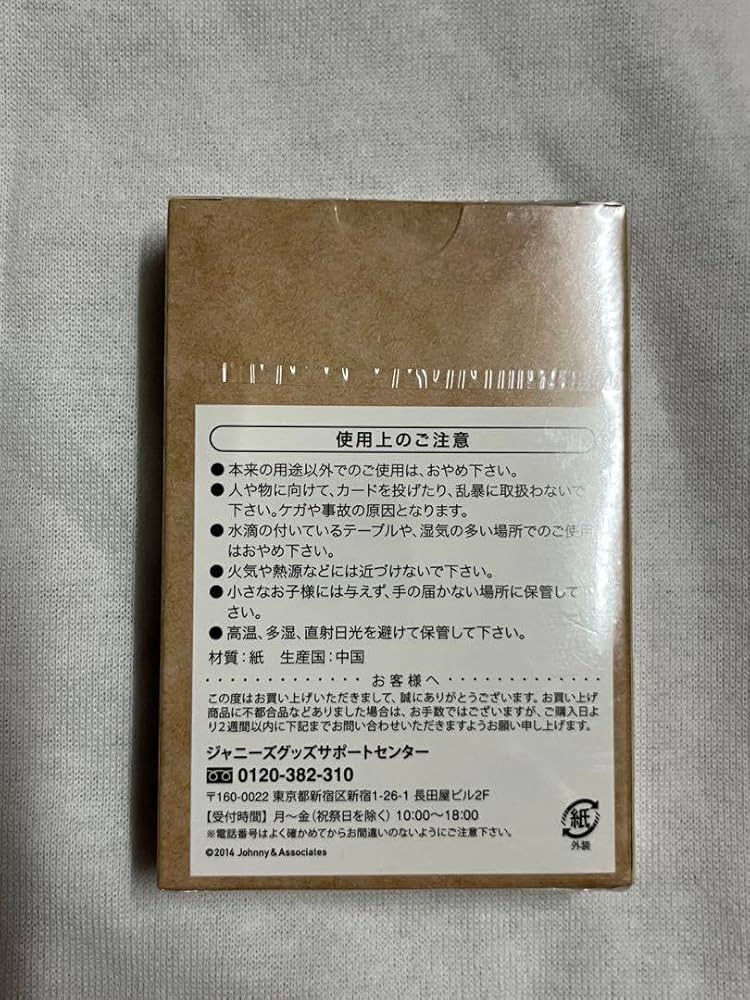 使用上のご注意
●本来の用途以外でのご使用は、おやめ下さい。
●人や物に向けて、カードを投げたり、乱暴に取扱わないで
下さい。ケガや事故の原因となります。
●水滴の付いているテーブルや、湿気の多い場所でのご使用
はおやめ下さい。
●火気や熱源などには近づけないで下さい。
●小さなお子様には与えず、手の届かない場所に保管して下
さい。
●高温、多湿、直射日光を避けて保管して下さい。
材質：紙　生産国：中国
お客様へ
この度はお買い上げいただきまして、誠にありがとうございます。お買い上げ
商品に不都合品などありました場合は、お手数ではございますが、ご購入日よ
り2週間以内に下記までお問い合わせいただきますようお願い申し上げます。
ジャニーズグッズサポートセンター
0120-382-310
〒160-0022 東京都新宿区新宿1-26-1 長田屋ビル2F
【受付時間】 月～金（祝祭日を除く） 10:00～18:00
※電話番号はよく確かめてからお間違いのないようにご注意下さい。
©2014 Johnny & Associates
紙
外装